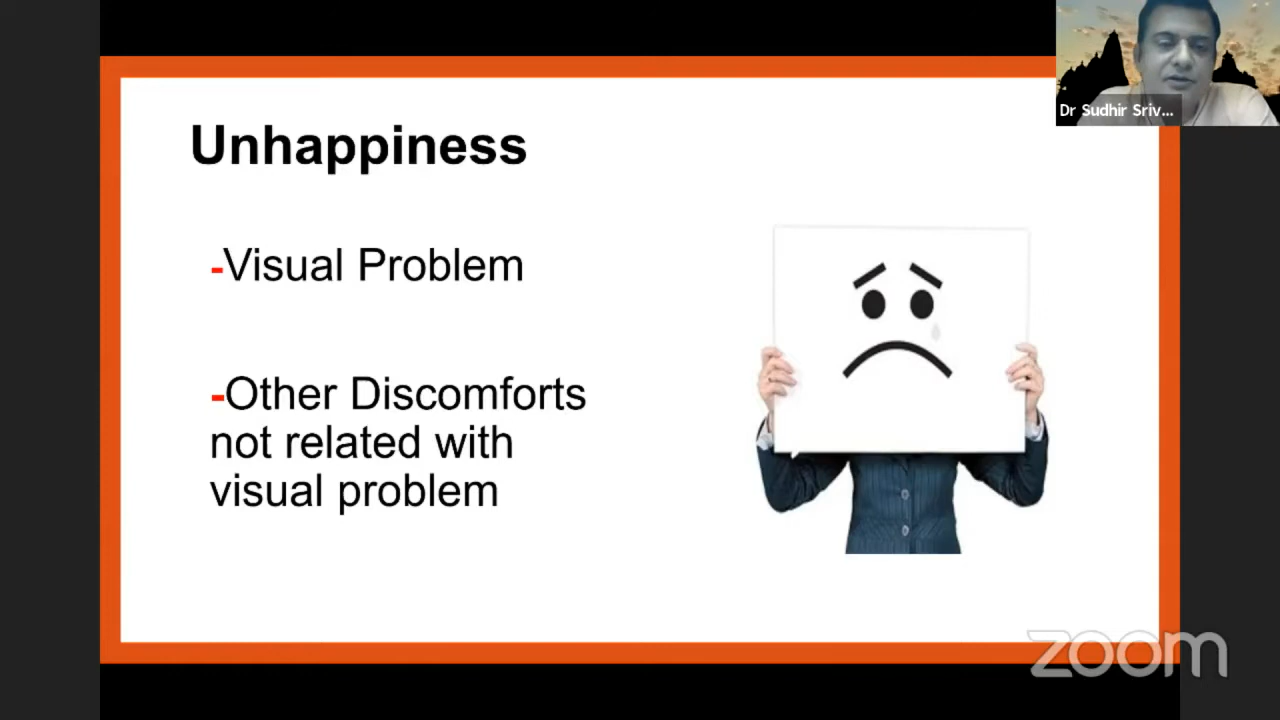 Unhappiness
-Visual Problem
-Other Discomforts
not related with
visual problem
Dr Sudhir Sriv...
zoom